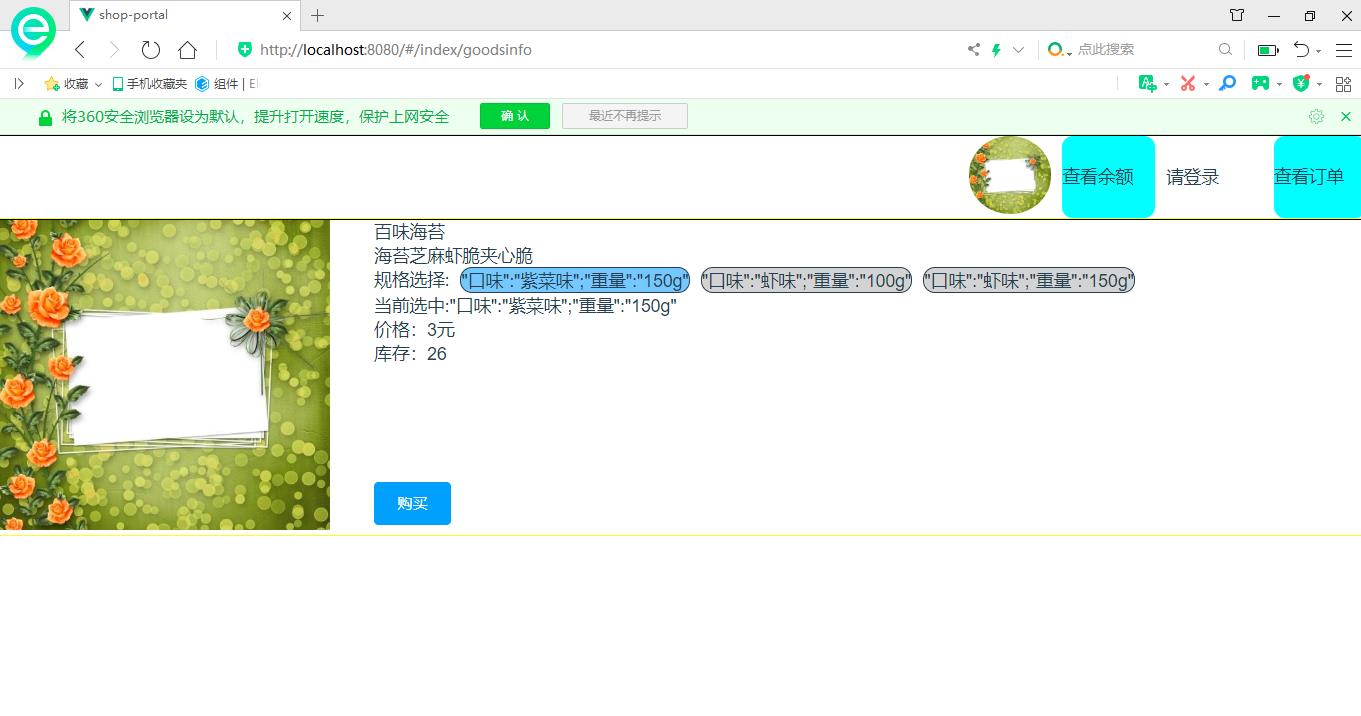 shop-portal
http://localhost:8080/#/index/goodsinfo
点此搜索
收藏 手机收藏夹 组件 | El
将360安全浏览器设为默认，提升打开速度，保护上网安全 确 认 最近不再提示
查看余额 请登录 查看订单
百味海苔
海苔芝麻虾脆夹心脆
规格选择: "口味":"紫菜味";"重量":"150g" "口味":"虾味";"重量":"100g" "口味":"虾味";"重量":"150g"
当前选中:"口味":"紫菜味";"重量":"150g"
价格：3元
库存：26
购买